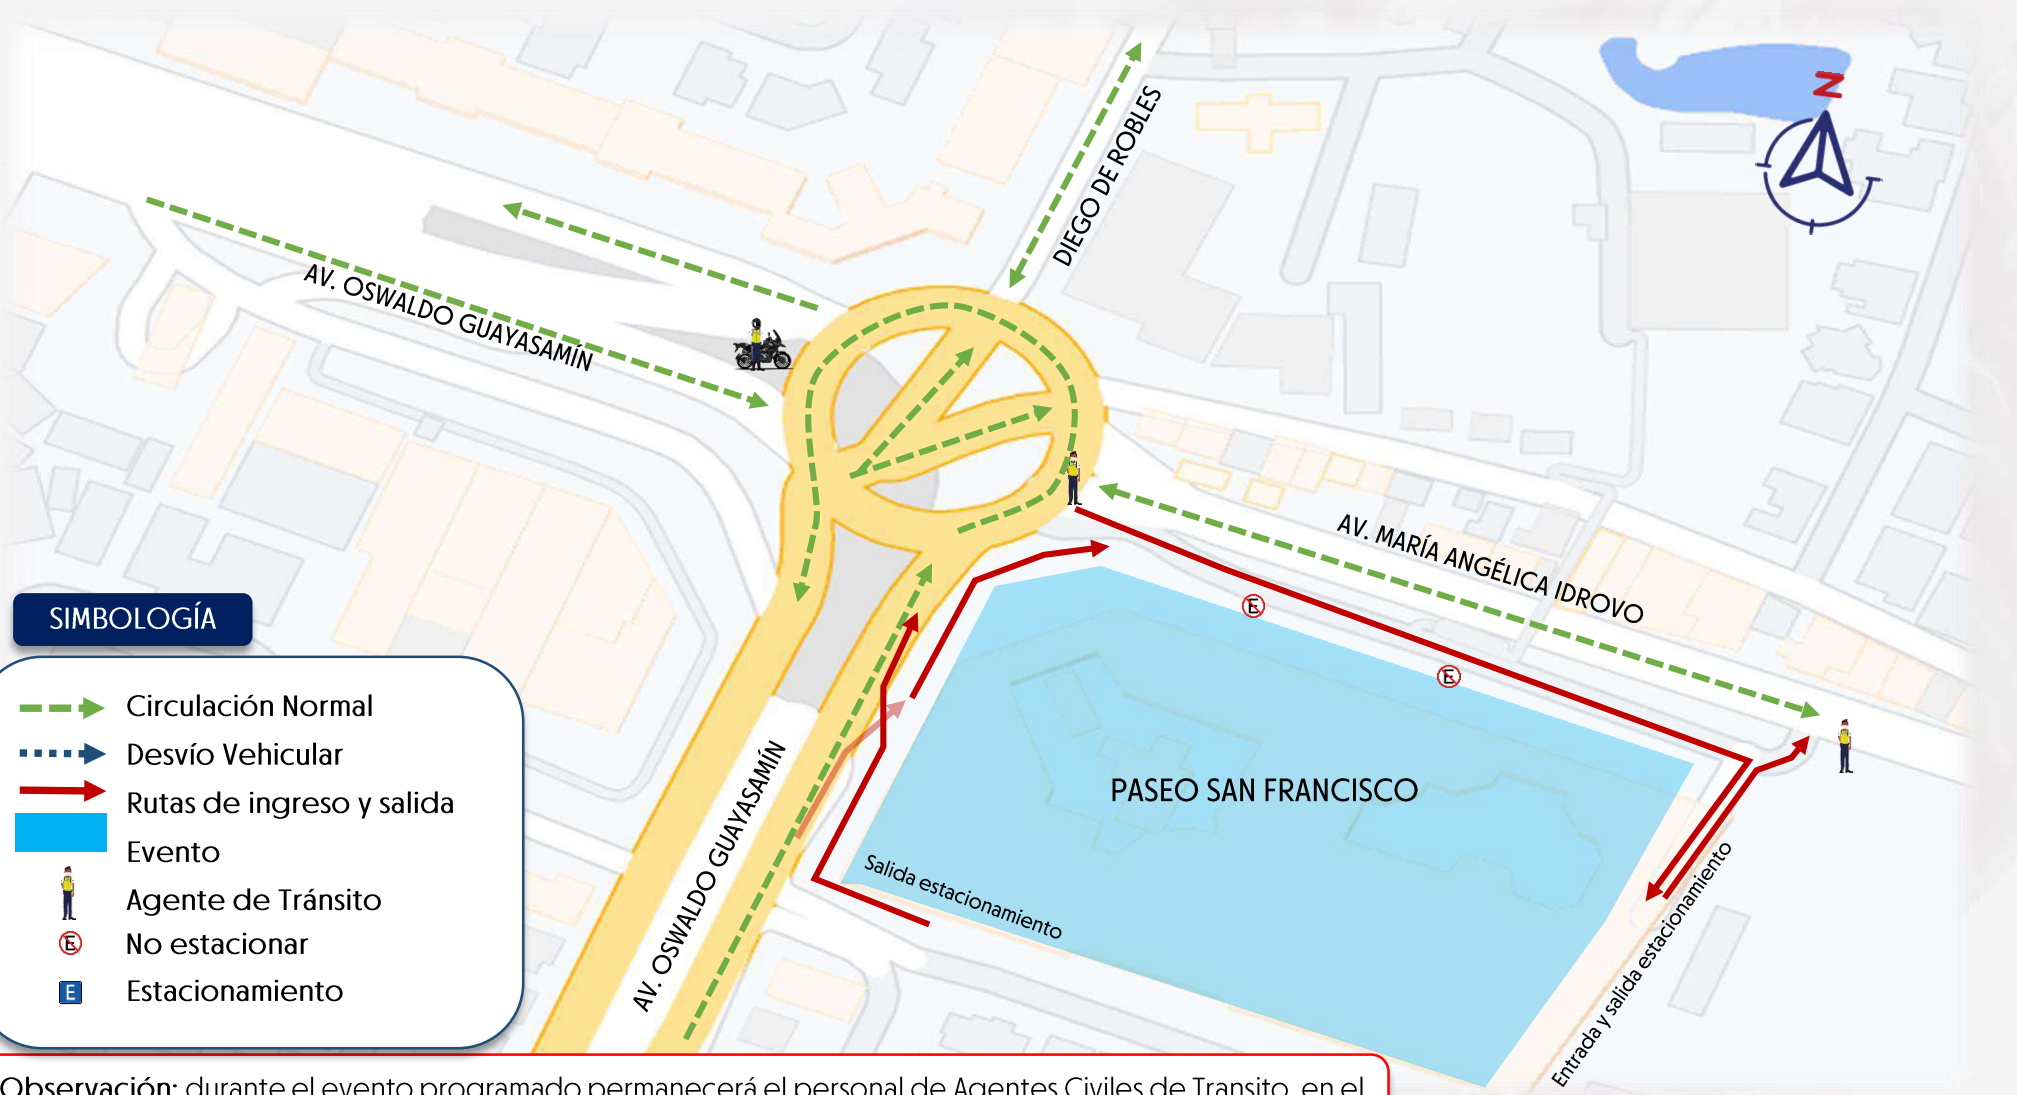 N
DIEGO DE ROBLES
AV. OSWALDO GUAYASAMÍN
AV. MARÍA ANGÉLICA IDROVO
E
E
SIMBOLOGÍA
Circulación Normal
Desvío Vehicular
Rutas de ingreso y salida
Evento
Agente de Tránsito
E No estacionar
E Estacionamiento
AV. OSWALDO GUAYASAMÍN
PASEO SAN FRANCISCO
Salida estacionamiento
Entrada y salida estacionamiento
Observación: durante el evento programado permanecerá el personal de Agentes Civiles de Transito, en el